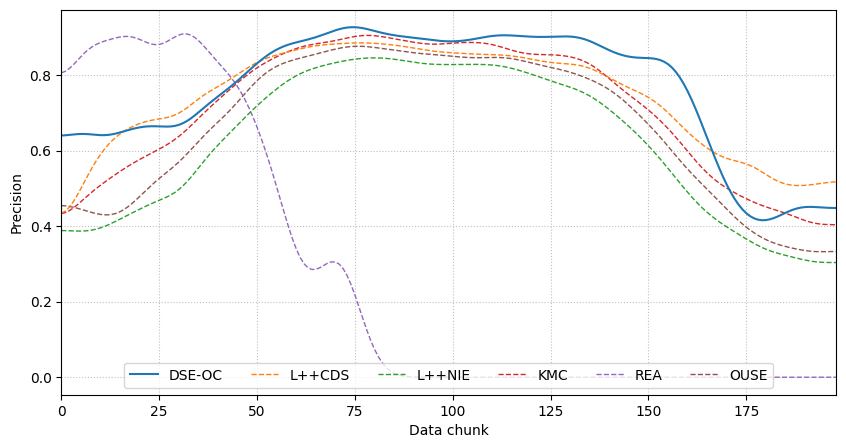 Precision
0.8
0.6
0.4
0.2
0.0
DSE-OC L++CDS L++NIE KMC REA OUSE
0 25 50 75 100 125 150 175
Data chunk